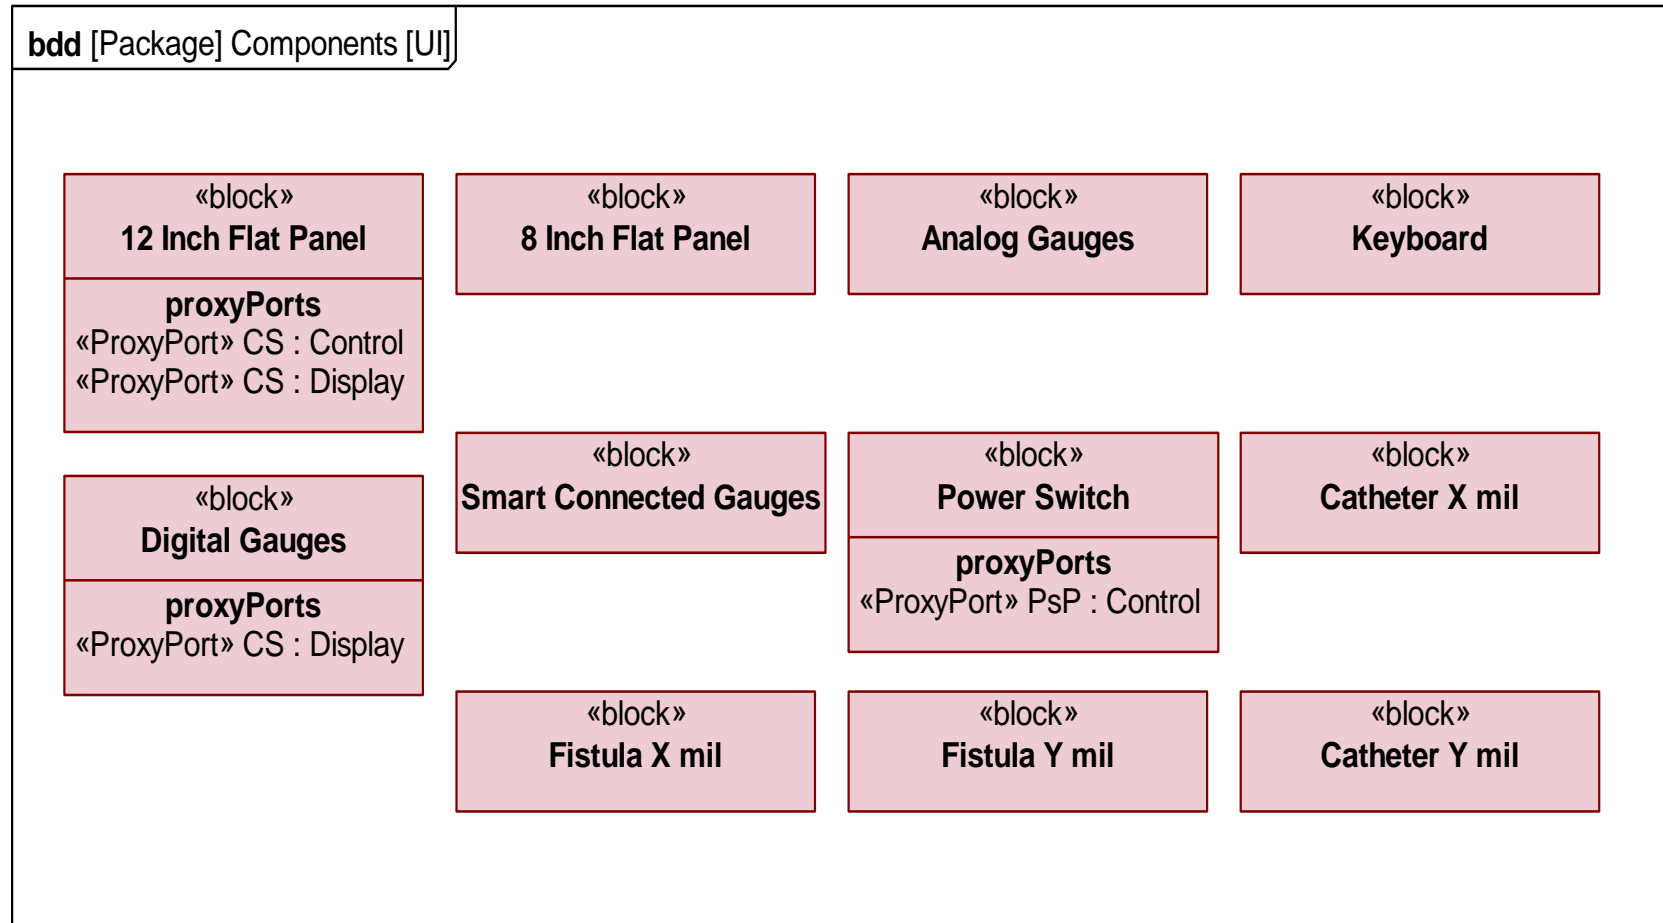 bdd [Package] Components [UI]
«block»
12 Inch Flat Panel
proxyPorts
«ProxyPort» CS : Control
«ProxyPort» CS : Display
«block»
8 Inch Flat Panel
«block»
Analog Gauges
«block»
Keyboard
«block»
Digital Gauges
proxyPorts
«ProxyPort» CS : Display
«block»
Smart Connected Gauges
«block»
Power Switch
proxyPorts
«ProxyPort» PsP : Control
«block»
Catheter X mil
«block»
Fistula X mil
«block»
Fistula Y mil
«block»
Catheter Y mil